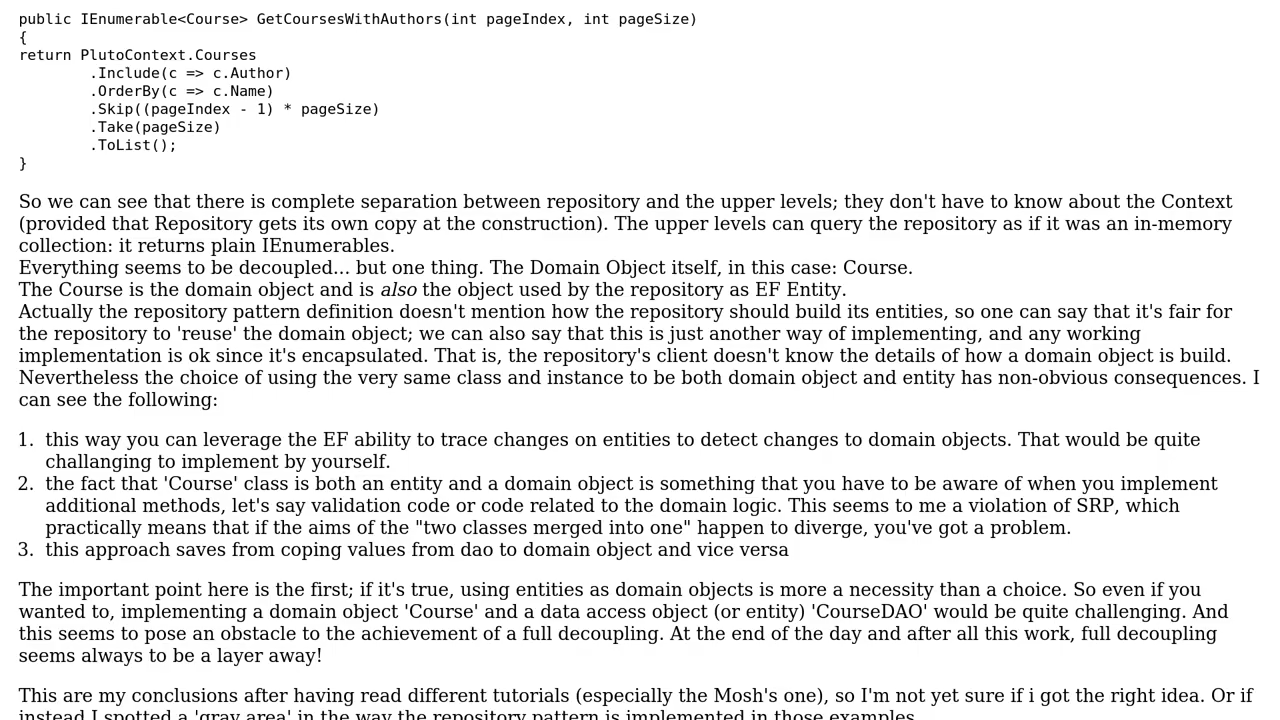 public IEnumerable<Course> GetCoursesWithAuthors(int pageIndex, int pageSize)
{
return PlutoContext.Courses
        .Include(c => c.Author)
        .OrderBy(c => c.Name)
        .Skip((pageIndex - 1) * pageSize)
        .Take(pageSize)
        .ToList();
}
So we can see that there is complete separation between repository and the upper levels; they don't have to know about the Context
(provided that Repository gets its own copy at the construction). The upper levels can query the repository as if it was an in-memory
collection: it returns plain IEnumerables.
Everything seems to be decoupled... but one thing. The Domain Object itself, in this case: Course.
The Course is the domain object and is also the object used by the repository as EF Entity.
Actually the repository pattern definition doesn't mention how the repository should build its entities, so one can say that it's fair for
the repository to 'reuse' the domain object; we can also say that this is just another way of implementing, and any working
implementation is ok since it's encapsulated. That is, the repository's client doesn't know the details of how a domain object is build.
Nevertheless the choice of using the very same class and instance to be both domain object and entity has non-obvious consequences. I
can see the following:
1. this way you can leverage the EF ability to trace changes on entities to detect changes to domain objects. That would be quite
challanging to implement by yourself.
2. the fact that 'Course' class is both an entity and a domain object is something that you have to be aware of when you implement
additional methods, let's say validation code or code related to the domain logic. This seems to me a violation of SRP, which
practically means that if the aims of the "two classes merged into one" happen to diverge, you've got a problem.
3. this approach saves from coping values from dao to domain object and vice versa
The important point here is the first; if it's true, using entities as domain objects is more a necessity than a choice. So even if you
wanted to, implementing a domain object 'Course' and a data access object (or entity) 'CourseDAO' would be quite challenging. And
this seems to pose an obstacle to the achievement of a full decoupling. At the end of the day and after all this work, full decoupling
seems always to be a layer away!
This are my conclusions after having read different tutorials (especially the Mosh's one), so I'm not yet sure if i got the right idea. Or if
instead I spotted a 'gray area' in the way the repository pattern is implemented in those examples.